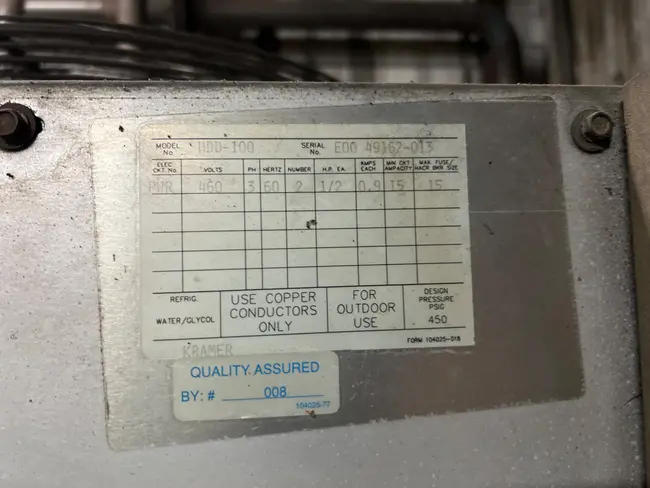 MODEL No. HDD-100 SERIAL No. E00 49162-013
ELEC CKT. No. VOLTS PH HERTZ NUMBER H.P. EA. AMPS EACH MIN CKT AMPACITY MAX. FUSE/ HACR BKR SIZE
PWR 460 3 60 2 1/2 0.9 15 15
REFRIG. WATER/GLYCOL
USE COPPER
CONDUCTORS
ONLY
FOR
OUTDOOR
USE
DESIGN
PRESSURE
PSIG
450
FORM 104025-018
KRAMER
QUALITY ASSURED
BY: # 008
104025-77